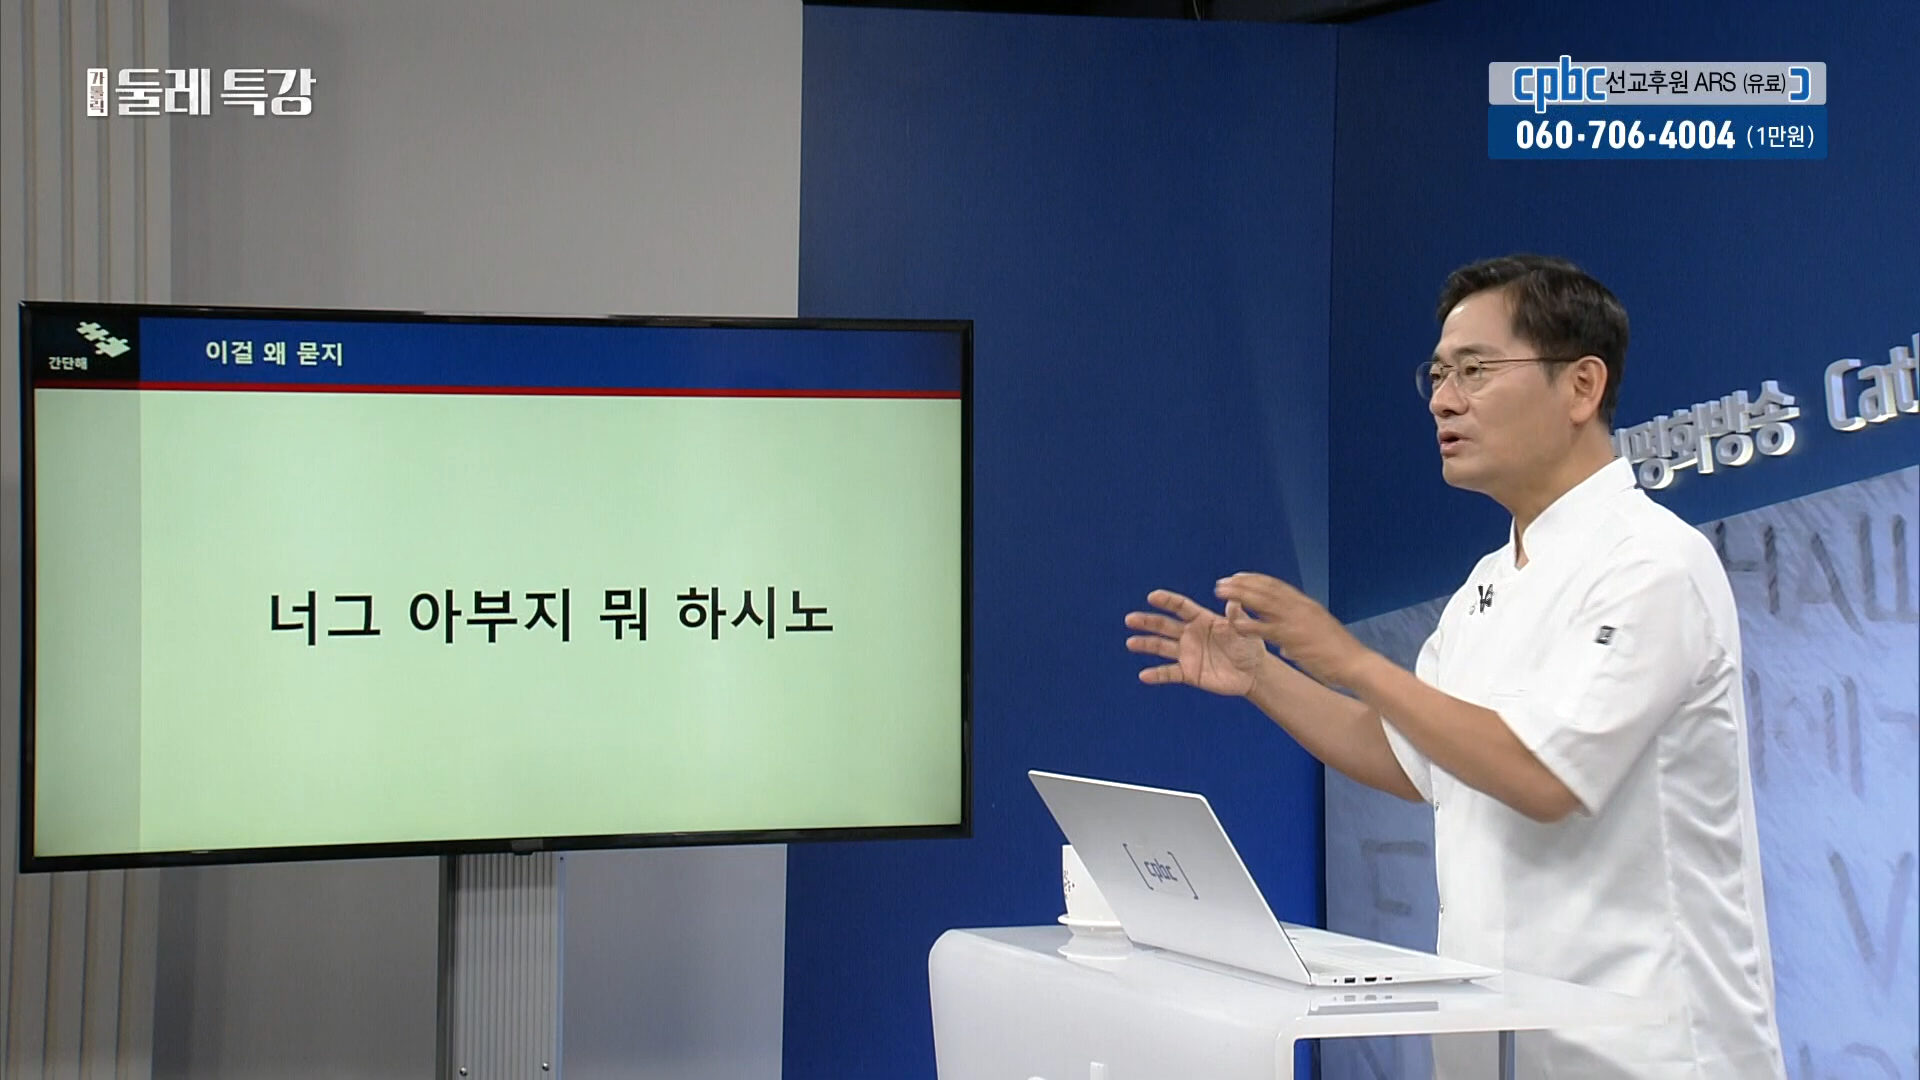 가톨릭 둘레 특강
cpbc 선교후원 ARS (유료)
060·706·4004 (1만원)
간단해
이걸 왜 묻지
너그 아부지 뭐 하시노
평화방송 Cat
[cpbc]